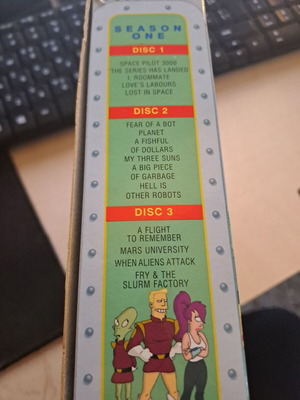 SEASON
ONE
DISC 1
SPACE PILOT 3000
THE SERIES HAS LANDED
I, ROOMMATE
LOVE'S LABOURS
LOST IN SPACE
DISC 2
FEAR OF A BOT
PLANET
A FISHFUL
OF DOLLARS
MY THREE SUNS
A BIG PIECE
OF GARBAGE
HELL IS
OTHER ROBOTS
DISC 3
A FLIGHT
TO REMEMBER
MARS UNIVERSITY
WHEN ALIENS ATTACK
FRY & THE
SLURM FACTORY